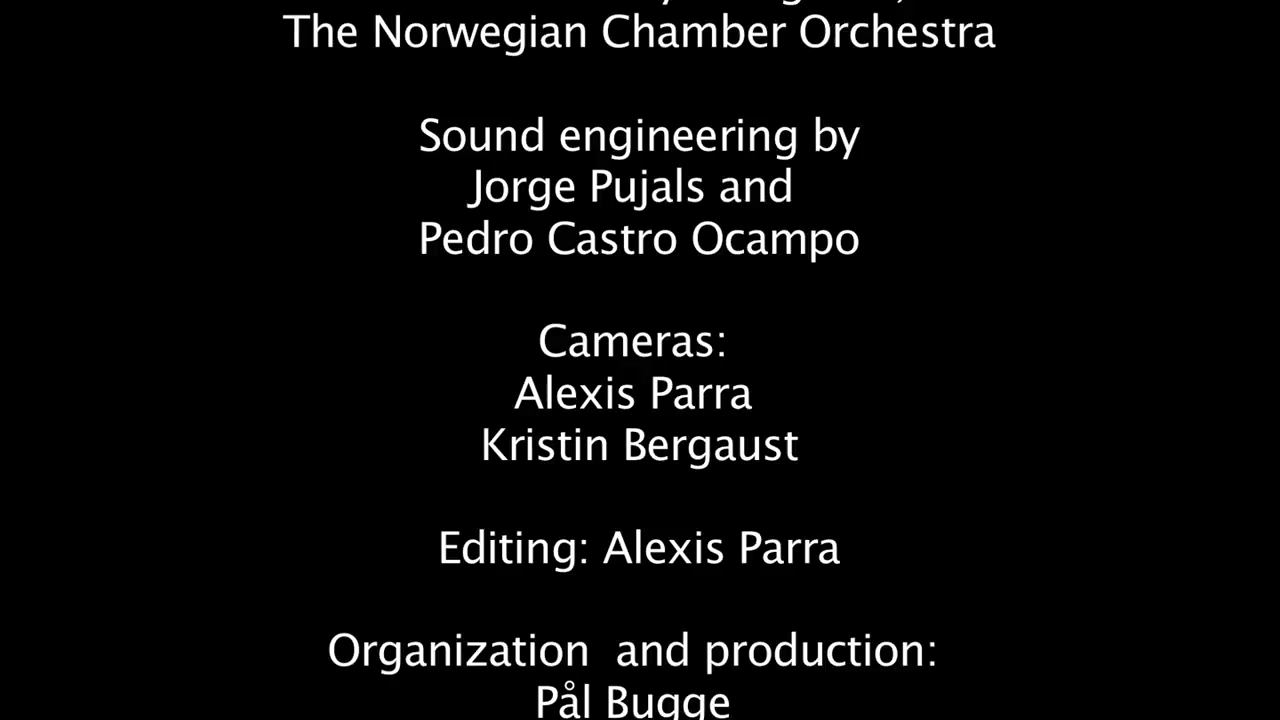 The Norwegian Chamber Orchestra
Sound engineering by
Jorge Pujals and
Pedro Castro Ocampo
Cameras:
Alexis Parra
Kristin Bergaust
Editing: Alexis Parra
Organization  and production:
Pål Bugge